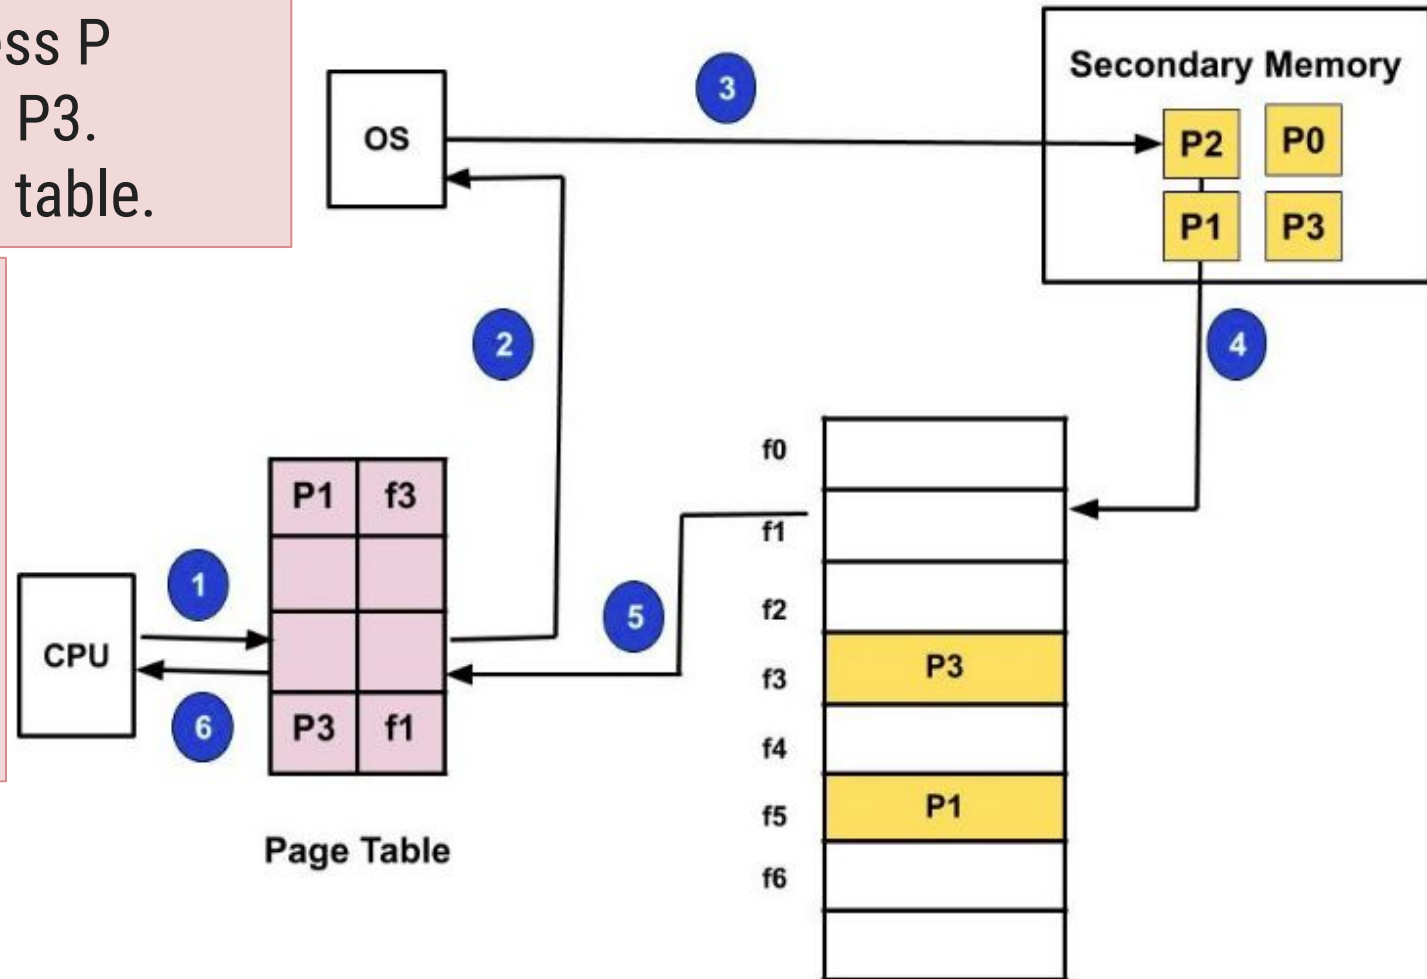 ess P
P3.
table.
3
Secondary Memory
OS
P2 P0
P1 P3
2
4
f0
P1 f3
f1
1
5
f2
CPU
P3
f3
6
P3 f1
f4
P1
f5
Page Table
f6